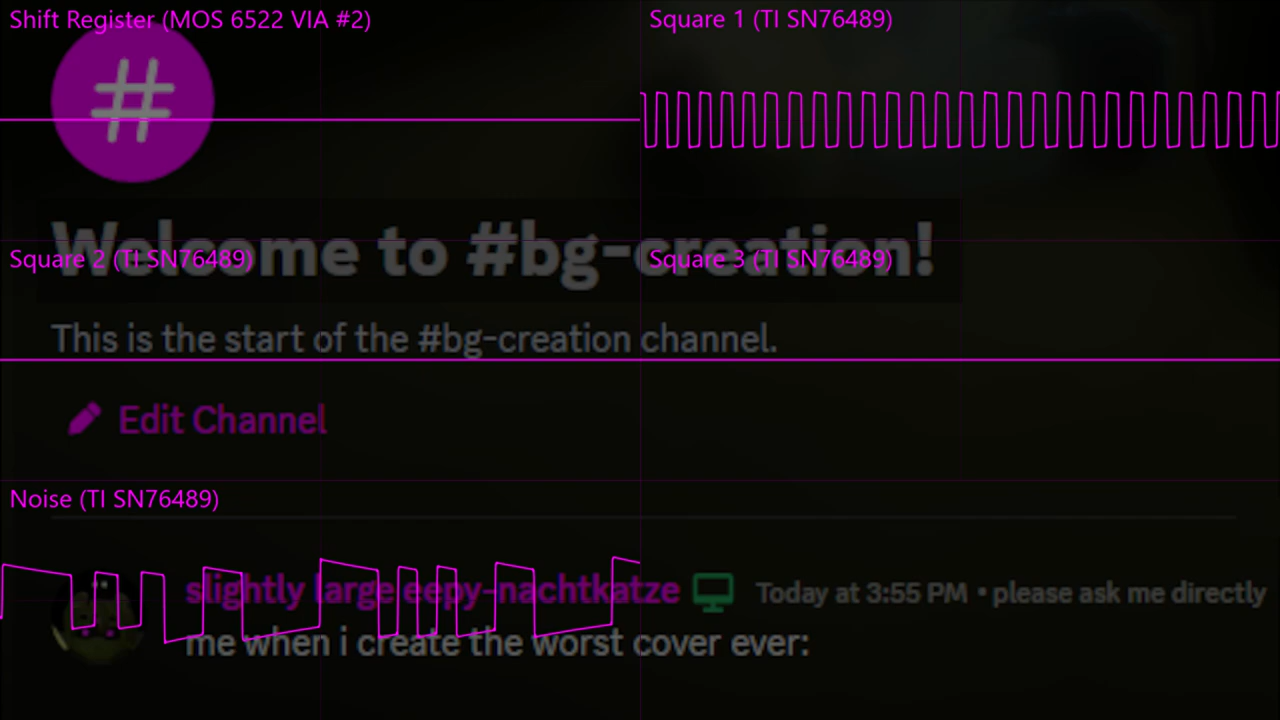 Shift Register (MOS 6522 VIA #2)
Square 1 (TI SN76489)
#
Welcome to #bg-creation!
Square 2 (TI SN76489)
Square 3 (TI SN76489)
This is the start of the #bg-creation channel.
Edit Channel
Noise (TI SN76489)
slightly large eepy-nachtkatze Today at 3:55 PM • please ask me directly
me when i create the worst cover ever: